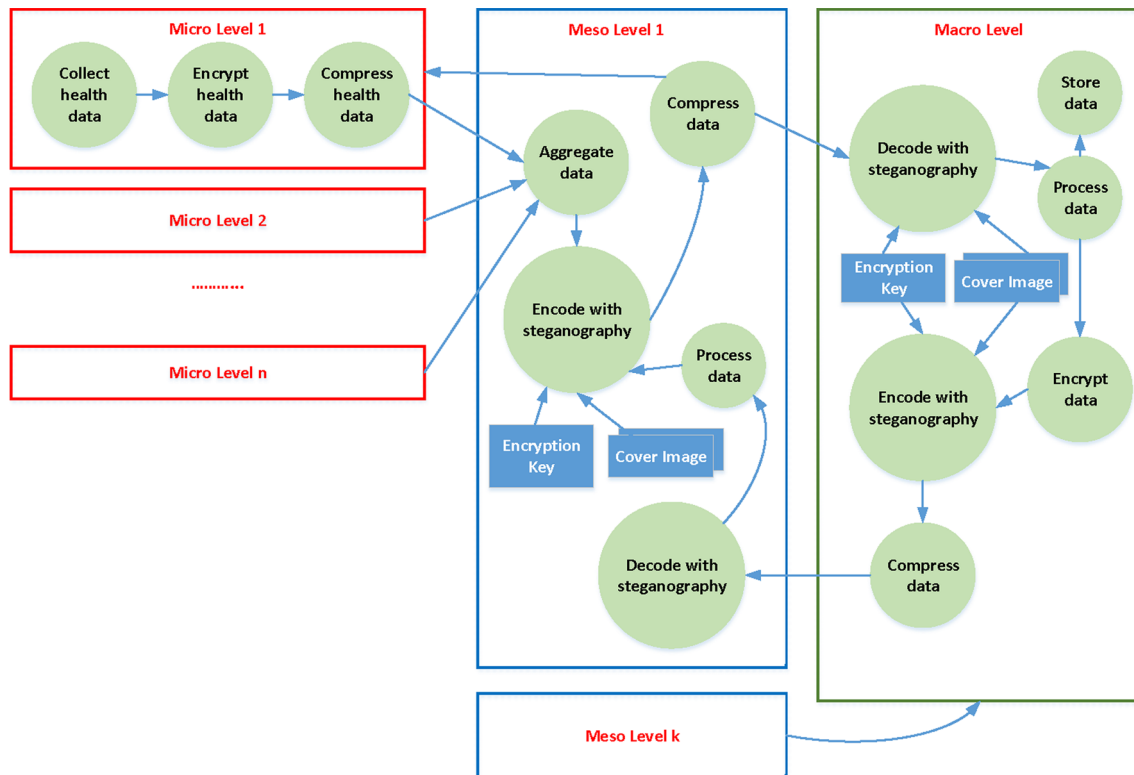 Micro Level 1
Collect
health
data
Encrypt
health
data
Compress
health data
Micro Level 2
............
Micro Level n
Meso Level 1
Compress
data
Aggregate
data
Encode with
steganography
Process
data
Encryption
Key
Cover Image
Decode with
steganography
Meso Level k
Macro Level
Store
data
Decode with
steganography
Process
data
Encryption
Key
Cover Image
Encode with
steganography
Encrypt
data
Compress
data